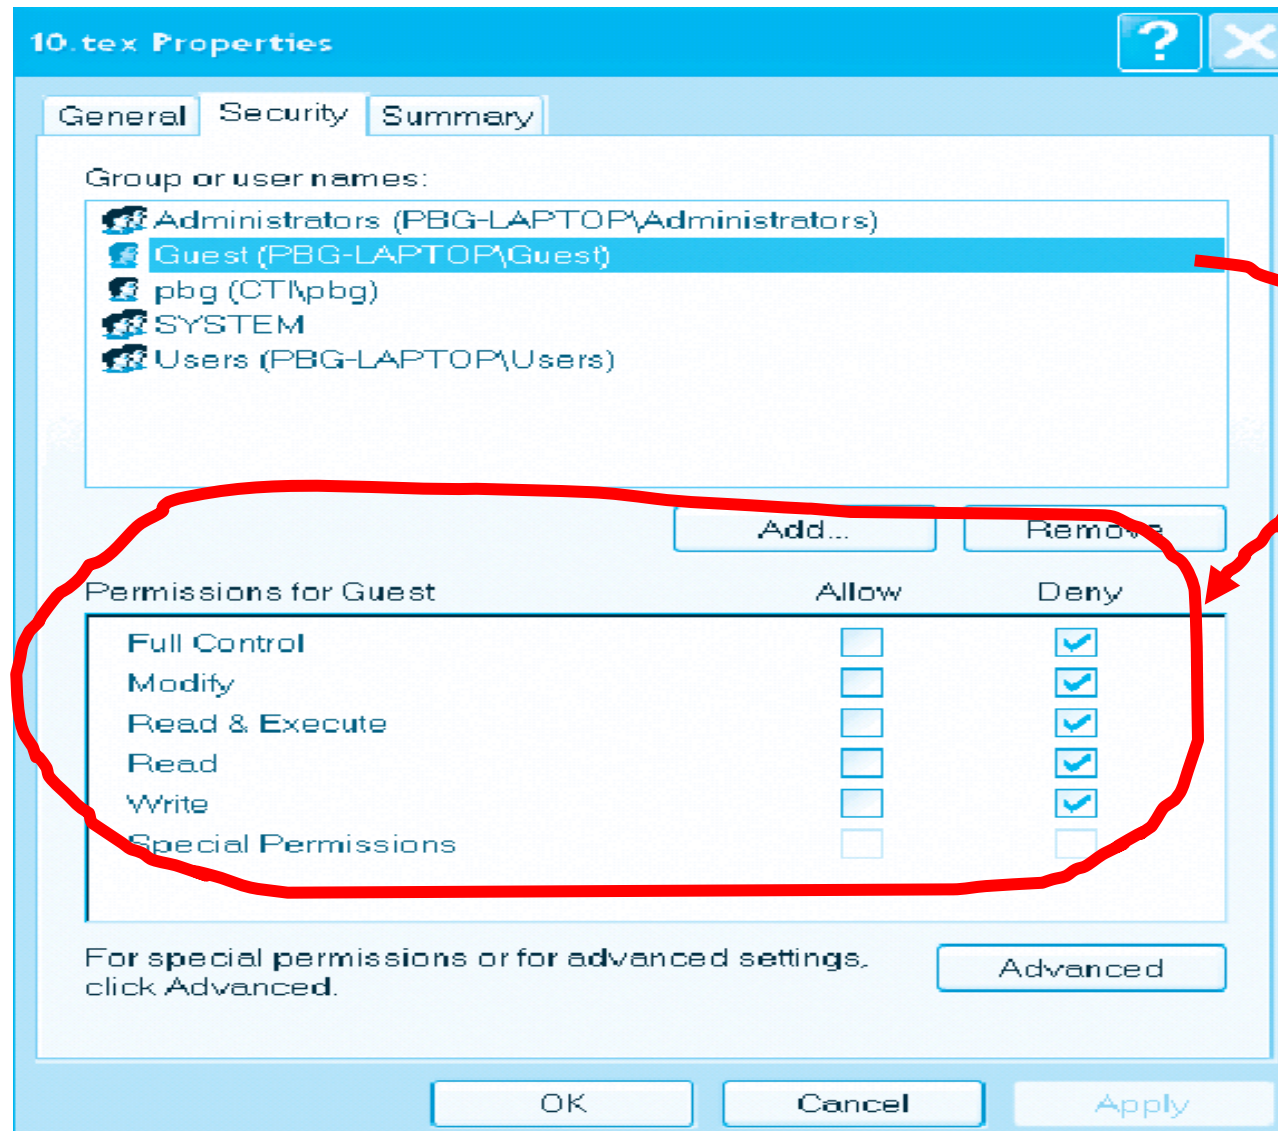 10.tex Properties
?
General Security Summary
Group or user names:
Administrators (PBG-LAPTOP\Administrators)
Guest (PBG-LAPTOP\Guest)
pbg (CTI\pbg)
SYSTEM
Users (PBG-LAPTOP\Users)
Add... Remove
Permissions for Guest Allow Deny
Full Control
Modify
Read & Execute
Read
Write
Special Permissions
For special permissions or for advanced settings,
click Advanced.
Advanced
OK Cancel Apply